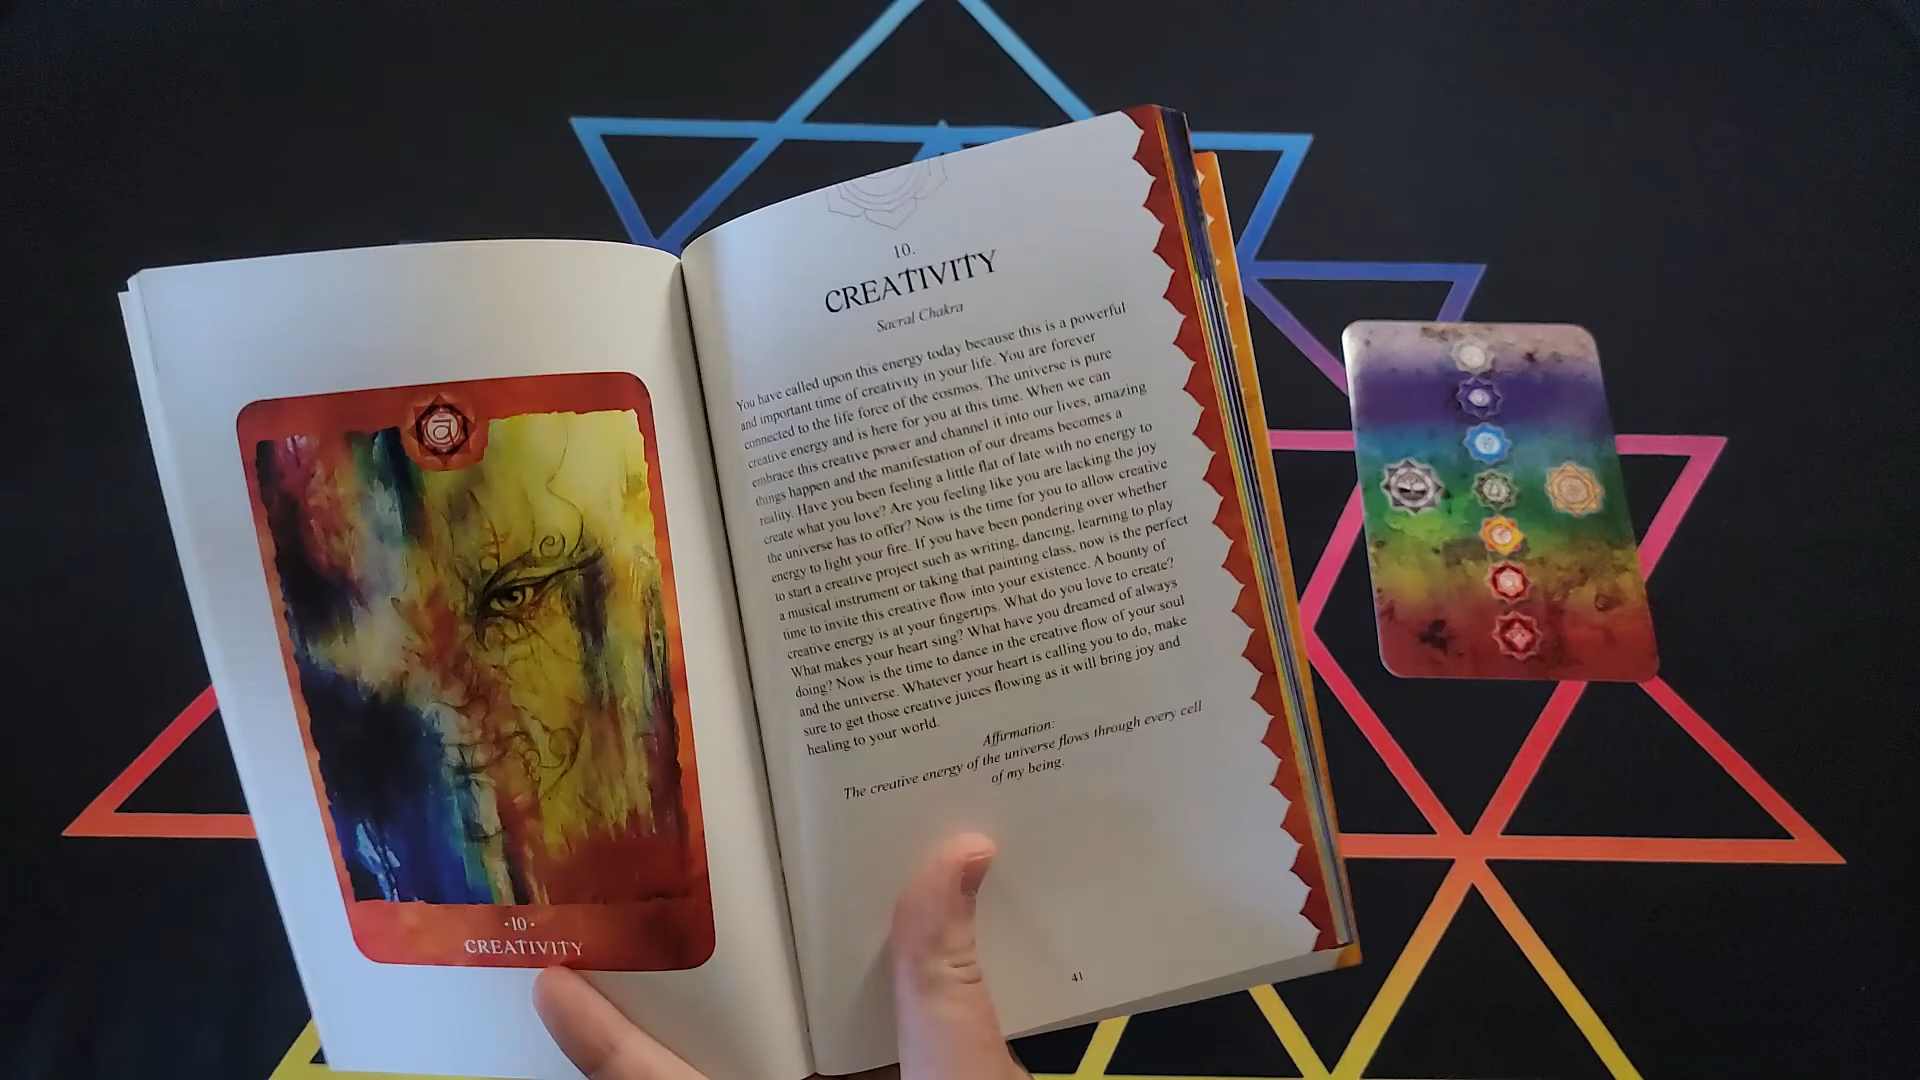 ·10·
CREATIVITY
10.
CREATIVITY
Sacral Chakra
You have called upon this energy today because this is a powerful
and important time of creativity in your life. You are forever
connected to the life force of the cosmos. The universe is pure
creative energy and is here for you at this time. When we can
embrace this creative power and channel it into our lives, amazing
things happen and the manifestation of our dreams becomes a
reality. Have you been feeling a little flat of late with no energy to
create what you love? Are you feeling like you are lacking the joy
the universe has to offer? Now is the time for you to allow creative
energy to light your fire. If you have been pondering over whether
to start a creative project such as writing, dancing, learning to play
a musical instrument or taking that painting class, now is the perfect
time to invite this creative flow into your existence. A bounty of
creative energy is at your fingertips. What do you love to create?
What makes your heart sing? What have you dreamed of always
doing? Now is the time to dance in the creative flow of your soul
and the universe. Whatever your heart is calling you to do, make
sure to get those creative juices flowing as it will bring joy and
healing to your world.
Affirmation:
The creative energy of the universe flows through every cell
of my being.
41